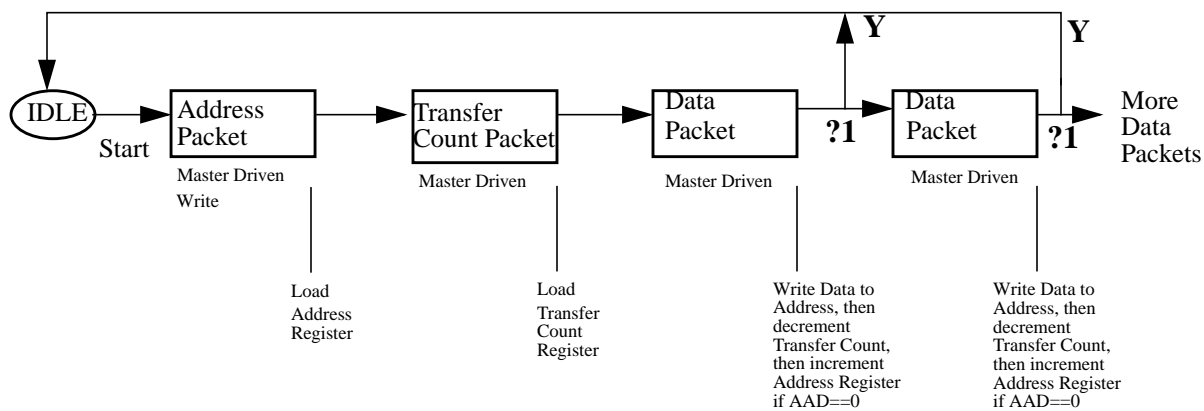 Y
Y
IDLE
Start
Address
Packet
Transfer
Count Packet
Data
Packet
?1
Data
Packet
?1
More
Data
Packets
Master Driven
Write
Master Driven
Master Driven
Master Driven
Load
Address
Register
Load
Transfer
Count
Register
Write Data to
Address, then
decrement
Transfer Count,
then increment
Address Register
if AAD==0
Write Data to
Address, then
decrement
Transfer Count,
then increment
Address Register
if AAD==0